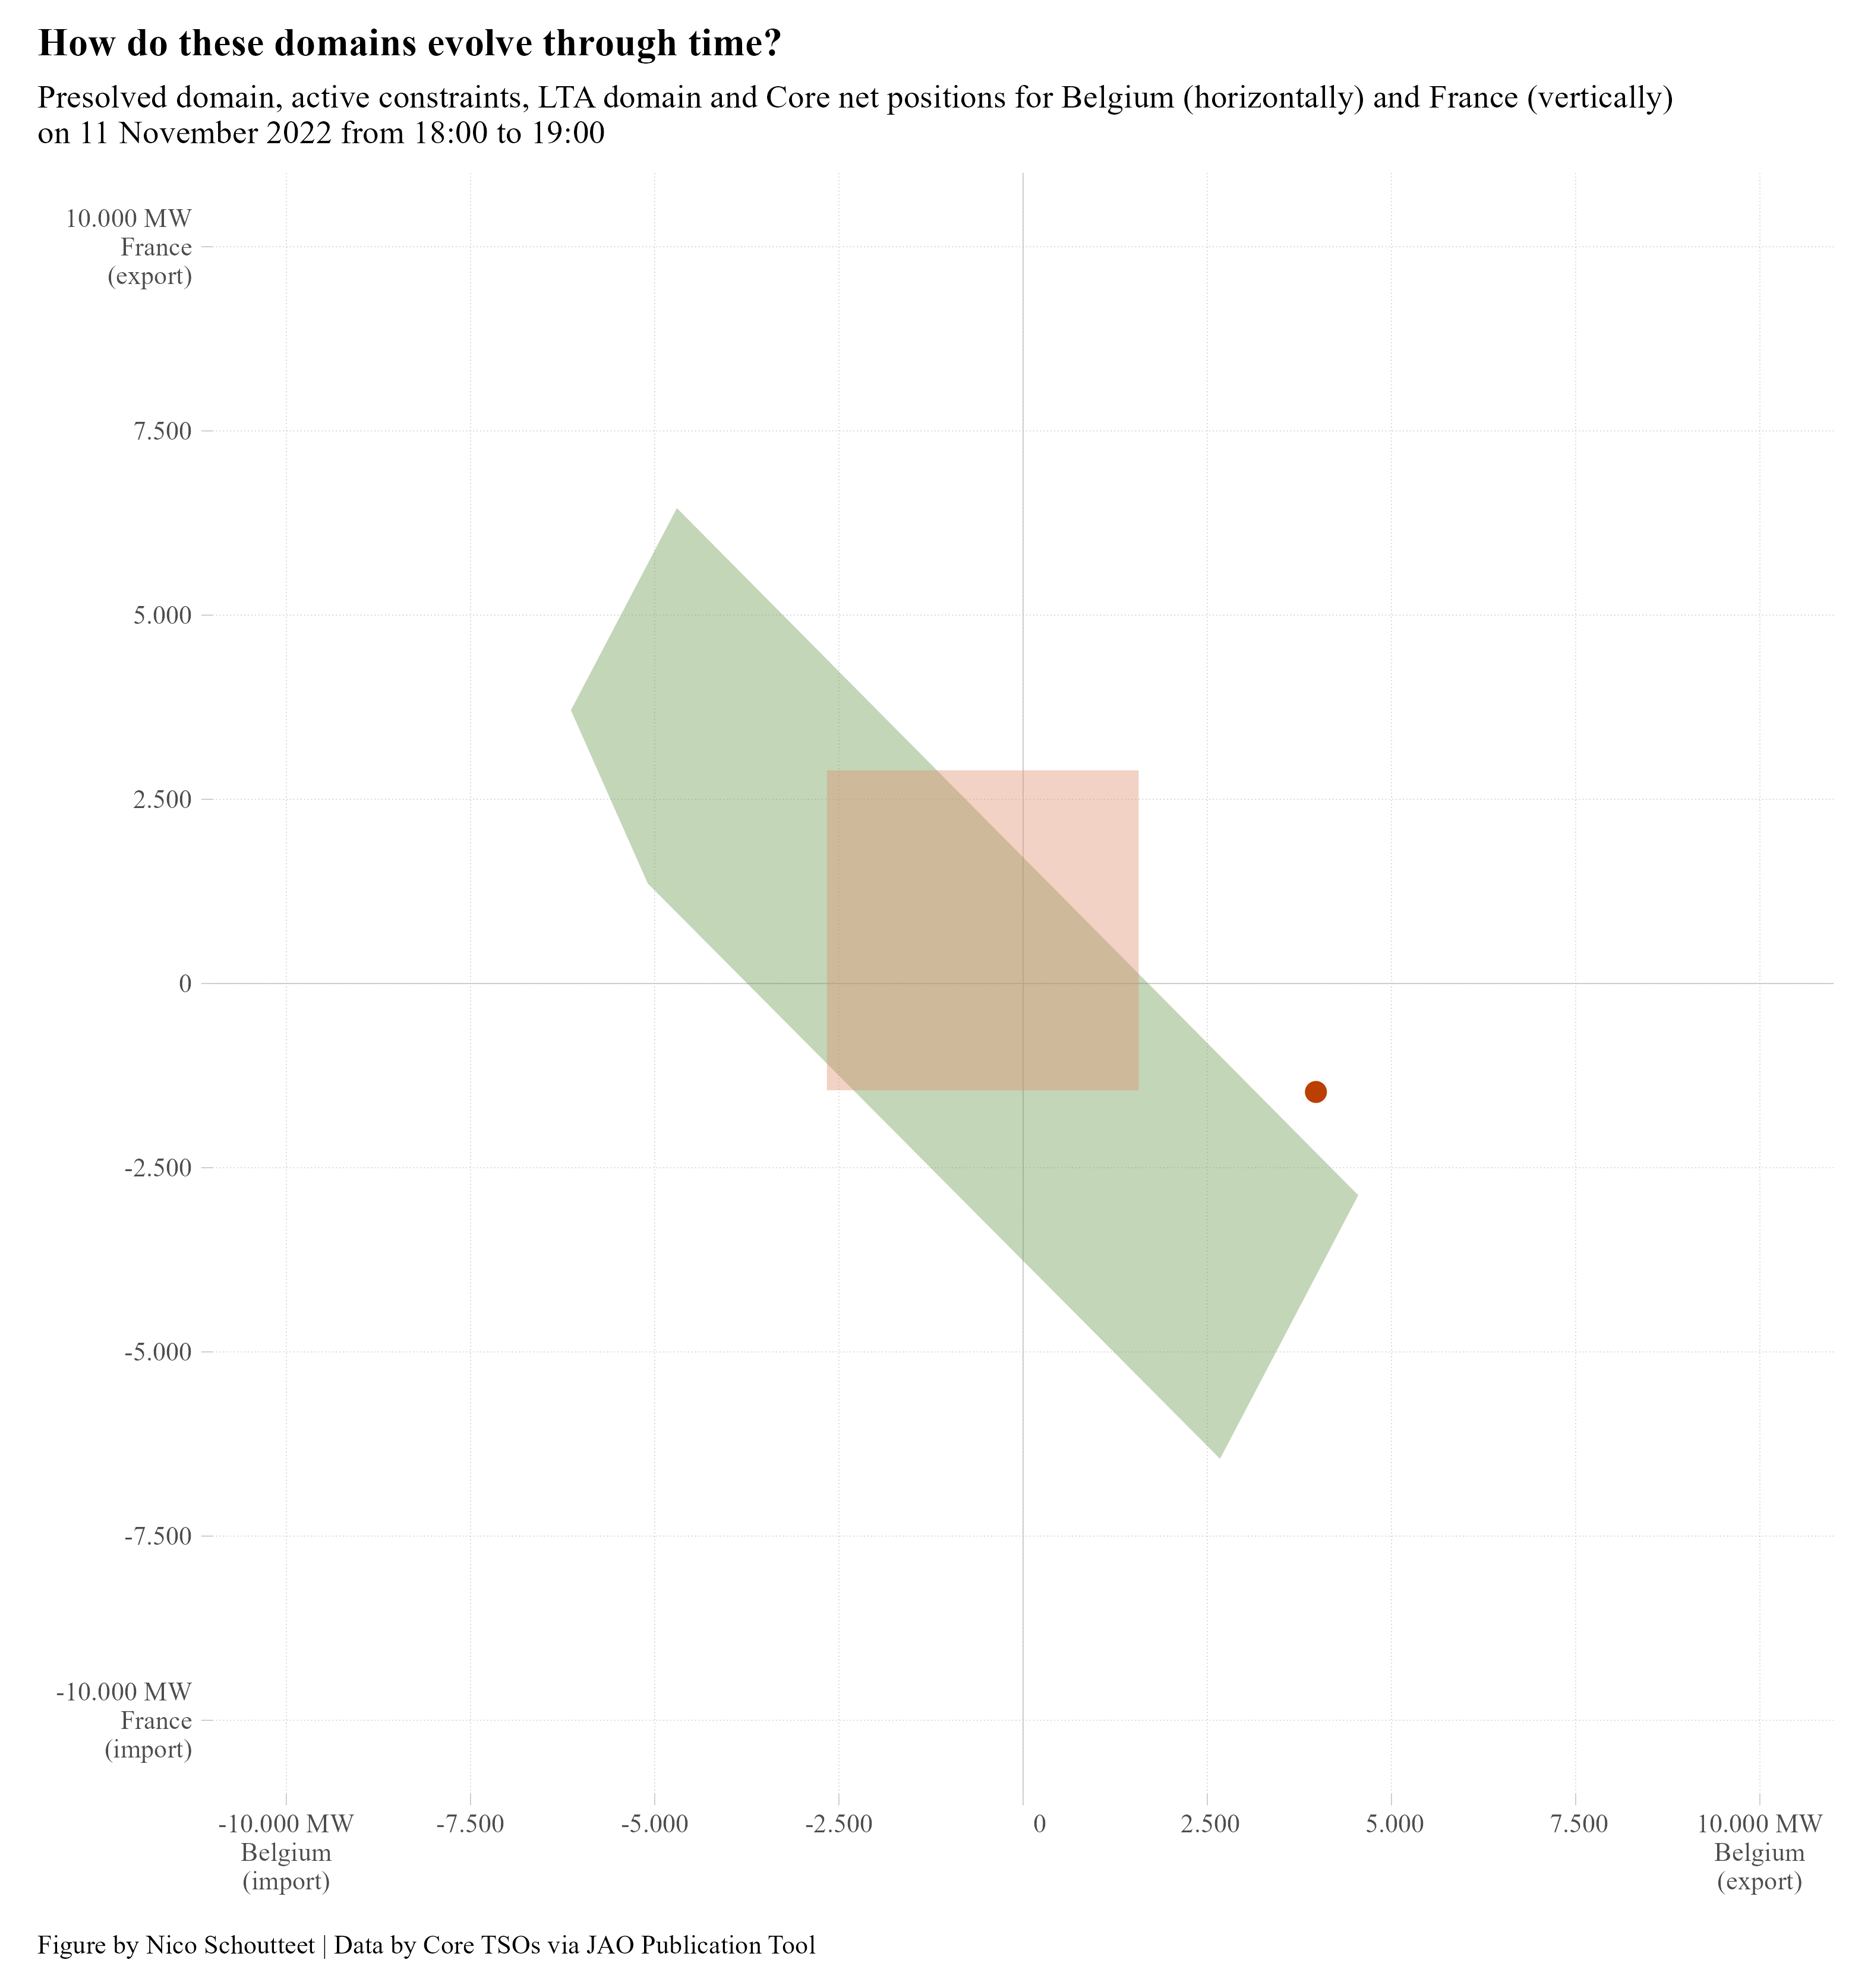 How do these domains evolve through time?
Presolved domain, active constraints, LTA domain and Core net positions for Belgium (horizontally) and France (vertically)
on 11 November 2022 from 18:00 to 19:00
10.000 MW
France
(export)
7.500
5.000
2.500
0
-2.500
-5.000
-7.500
-10.000 MW
France
(import)
-10.000 MW
Belgium
(import)
-7.500
-5.000
-2.500
0
2.500
5.000
7.500
10.000 MW
Belgium
(export)
Figure by Nico Schoutteet | Data by Core TSOs via JAO Publication Tool